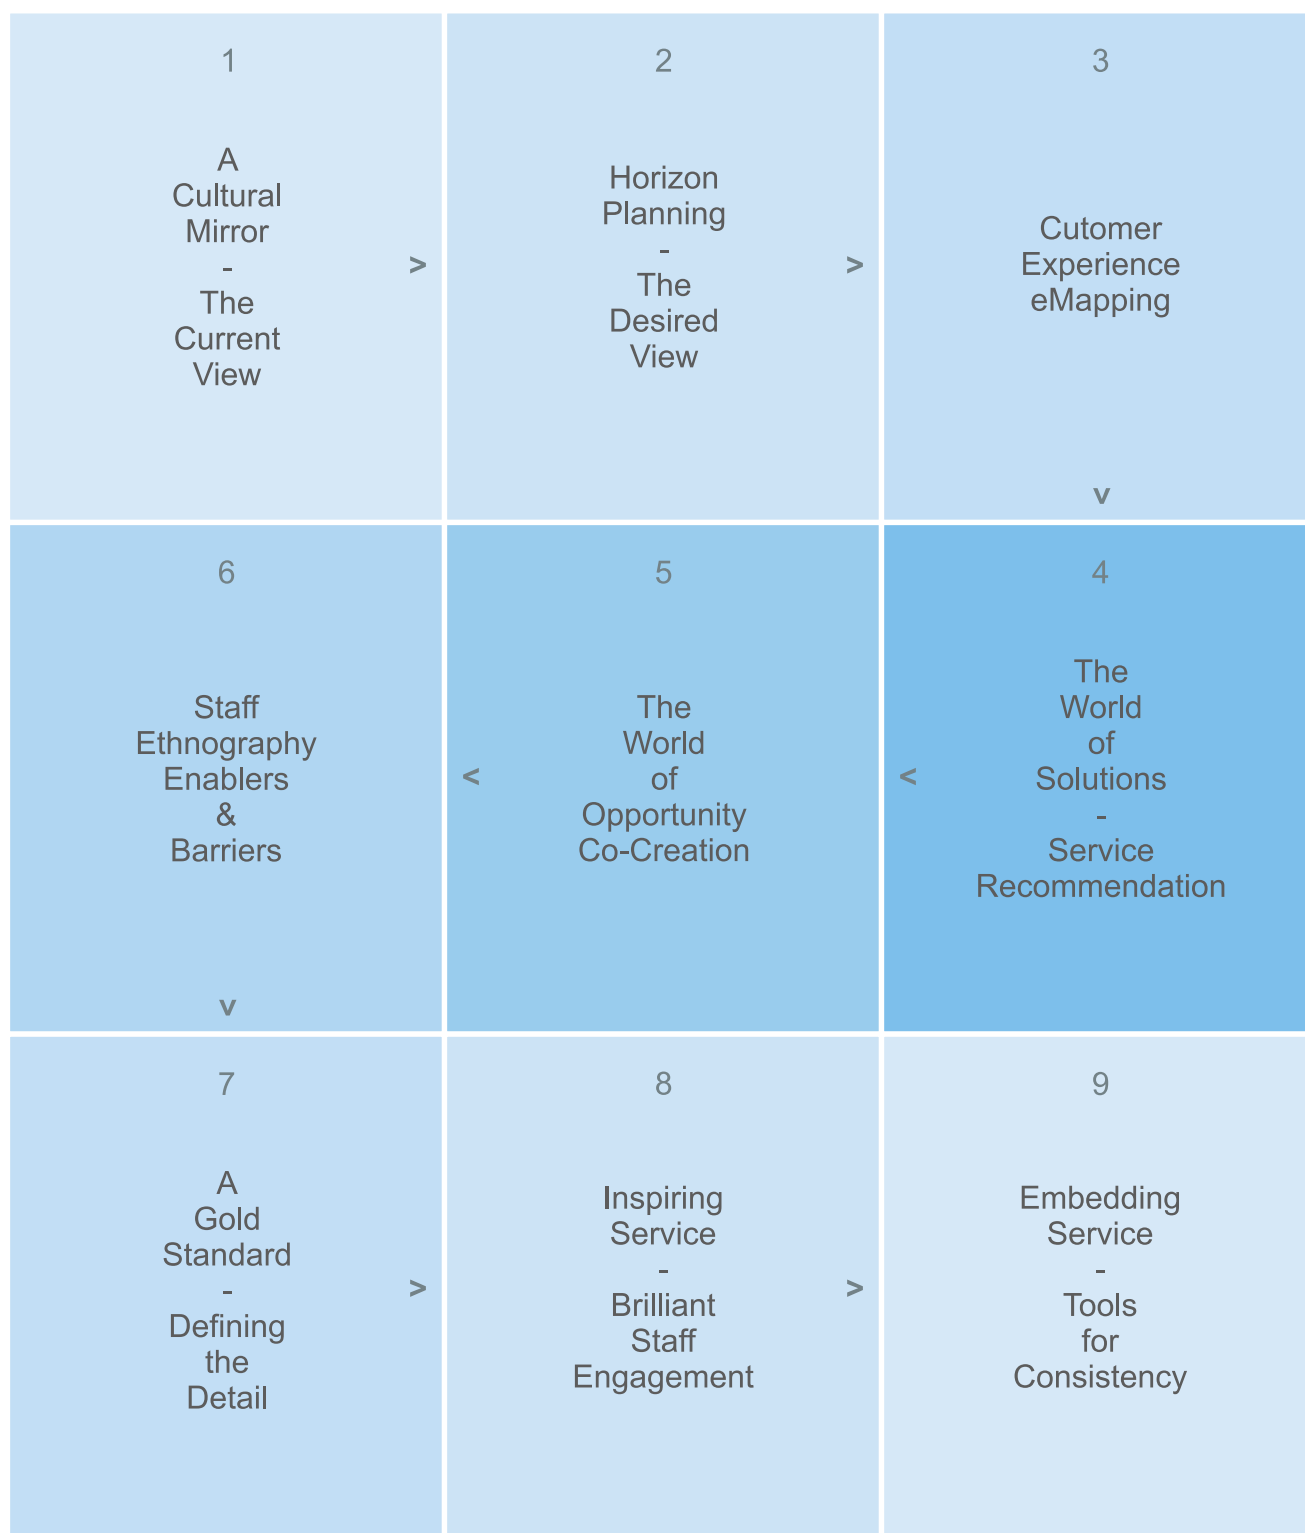 1
A
Cultural
Mirror
-
The
Current
View
>
2
Horizon
Planning
-
The
Desired
View
>
3
Cutomer
Experience
eMapping
v
4
The
World
of
Solutions
-
Service
Recommendation
<
5
The
World
of
Opportunity
Co-Creation
<
6
Staff
Ethnography
Enablers
&
Barriers
v
7
A
Gold
Standard
-
Defining
the
Detail
>
8
Inspiring
Service
-
Brilliant
Staff
Engagement
>
9
Embedding
Service
-
Tools
for
Consistency